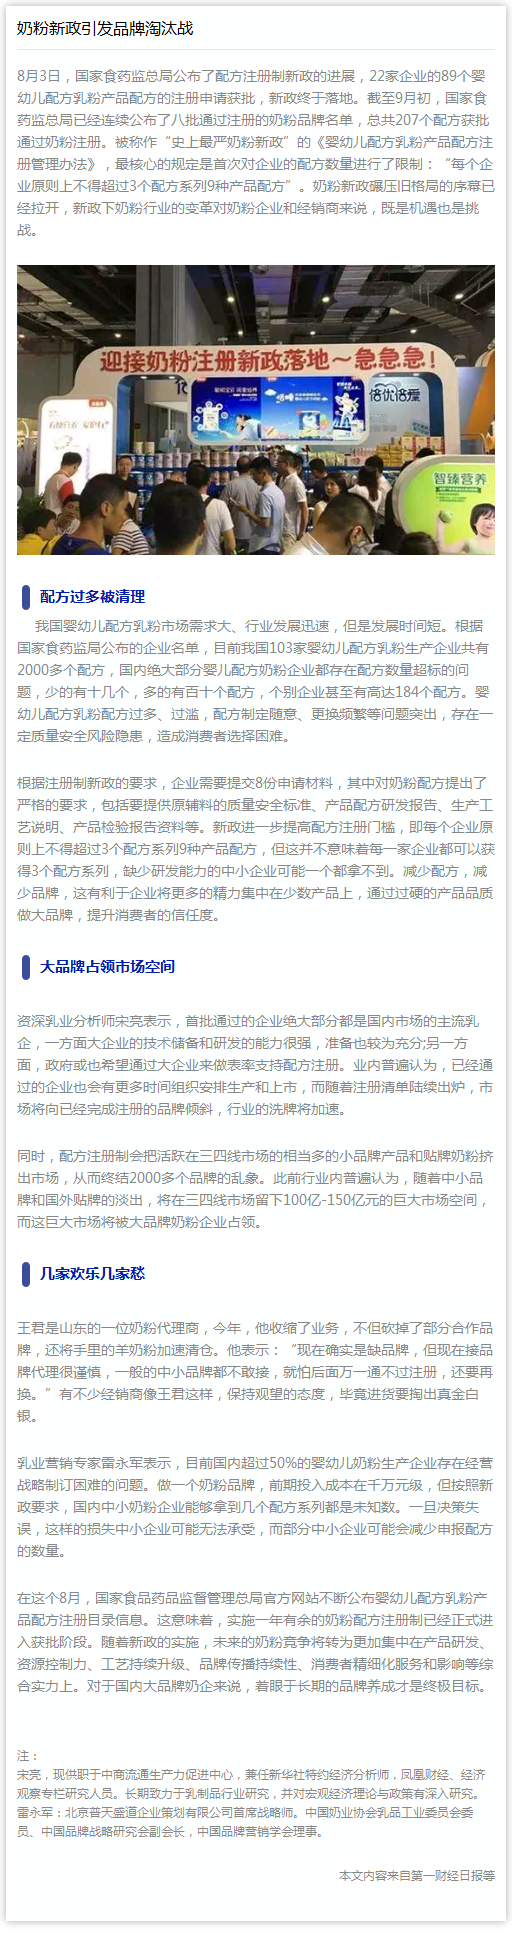 奶粉新政引发品牌淘汰战
8月3日，国家食药监总局公布了配方注册制新政的进展，22家企业的89个婴
幼儿配方乳粉产品配方的注册申请获批，新政终于落地。截至9月初，国家食
药监总局已经连续公布了八批通过注册的奶粉品牌名单，总共207个配方获批
通过奶粉注册。被称作“史上最严奶粉新政”的《婴幼儿配方乳粉产品配方注
册管理办法》，最核心的规定是首次对企业的配方数量进行了限制：“每个企
业原则上不得超过3个配方系列9种产品配方”。奶粉新政碾压旧格局的序幕已
经拉开，新政下奶粉行业的变革对奶粉企业和经销商来说，既是机遇也是挑
战。
迎接奶粉注册新政落地～急急急！
倍优倍臻
智臻营养
配方过多被清理
我国婴幼儿配方乳粉市场需求大、行业发展迅速，但是发展时间短。根据
国家食药监局公布的企业名单，目前我国103家婴幼儿配方乳粉生产企业共有
2000多个配方，国内绝大部分婴儿配方奶粉企业都存在配方数量超标的问
题，少的有十几个，多的有百十个配方，个别企业甚至有高达184个配方。婴
幼儿配方乳粉配方过多、过滥，配方制定随意、更换频繁等问题突出，存在一
定质量安全风险隐患，造成消费者选择困难。
根据注册制新政的要求，企业需要提交8份申请材料，其中对奶粉配方提出了
严格的要求，包括要提供原辅料的质量安全标准、产品配方研发报告、生产工
艺说明、产品检验报告资料等。新政进一步提高配方注册门槛，即每个企业原
则上不得超过3个配方系列9种产品配方，但这并不意味着每一家企业都可以获
得3个配方系列，缺少研发能力的中小企业可能一个都拿不到。减少配方，减
少品牌，这有利于企业将更多的精力集中在少数产品上，通过过硬的产品品质
做大品牌，提升消费者的信任度。
大品牌占领市场空间
资深乳业分析师宋亮表示，首批通过的企业绝大部分都是国内市场的主流乳
企，一方面大企业的技术储备和研发的能力很强，准备也较为充分;另一方
面，政府或也希望通过大企业来做表率支持配方注册。业内普遍认为，已经通
过的企业也会有更多时间组织安排生产和上市，而随着注册清单陆续出炉，市
场将向已经完成注册的品牌倾斜，行业的洗牌将加速。
同时，配方注册制会把活跃在三四线市场的相当多的小品牌产品和贴牌奶粉挤
出市场，从而终结2000多个品牌的乱象。此前行业内普遍认为，随着中小品
牌和国外贴牌的淡出，将在三四线市场留下100亿-150亿元的巨大市场空间，
而这巨大市场将被大品牌奶粉企业占领。
几家欢乐几家愁
王君是山东的一位奶粉代理商，今年，他收缩了业务，不但砍掉了部分合作品
牌，还将手里的羊奶粉加速清仓。他表示：“现在确实是缺品牌，但现在接品
牌代理很谨慎，一般的中小品牌都不敢接，就怕后面万一通不过注册，还要再
换。”有不少经销商像王君这样，保持观望的态度，毕竟进货要掏出真金白
银。
乳业营销专家雷永军表示，目前国内超过50%的婴幼儿奶粉生产企业存在经营
战略制订困难的问题。做一个奶粉品牌，前期投入成本在千万元级，但按照新
政要求，国内中小奶粉企业能够拿到几个配方系列都是未知数。一旦决策失
误，这样的损失中小企业可能无法承受，而部分中小企业可能会减少申报配方
的数量。
在这个8月，国家食品药品监督管理总局官方网站不断公布婴幼儿配方乳粉产
品配方注册目录信息。这意味着，实施一年有余的奶粉配方注册制已经正式进
入获批阶段。随着新政的实施，未来的奶粉竞争将转为更加集中在产品研发、
资源控制力、工艺持续升级、品牌传播持续性、消费者精细化服务和影响等综
合实力上。对于国内大品牌奶企来说，着眼于长期的品牌养成才是终极目标。
注：
宋亮，现供职于中商流通生产力促进中心，兼任新华社特约经济分析师，凤凰财经、经济
观察专栏研究人员。长期致力于乳制品行业研究，并对宏观经济理论与政策有深入研究。
雷永军：北京普天盛道企业策划有限公司首席战略师。中国奶业协会乳品工业委员会委
员、中国品牌战略研究会副会长，中国品牌营销学会理事。
本文内容来自第一财经日报等